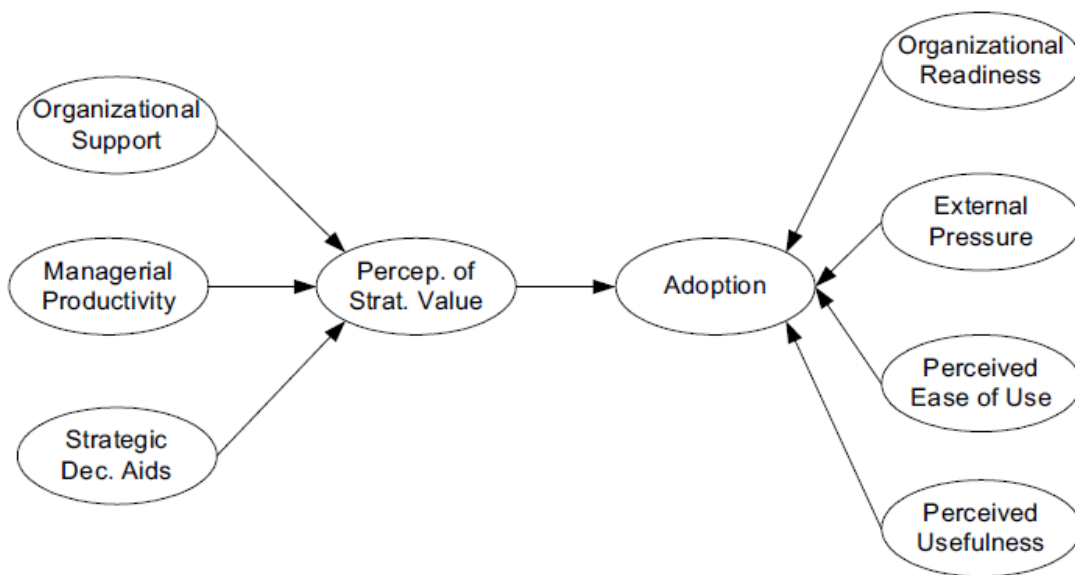 Organizational
Support
Managerial
Productivity
Strategic
Dec. Aids
Percep. of
Strat. Value
Adoption
Organizational
Readiness
External
Pressure
Perceived
Ease of Use
Perceived
Usefulness